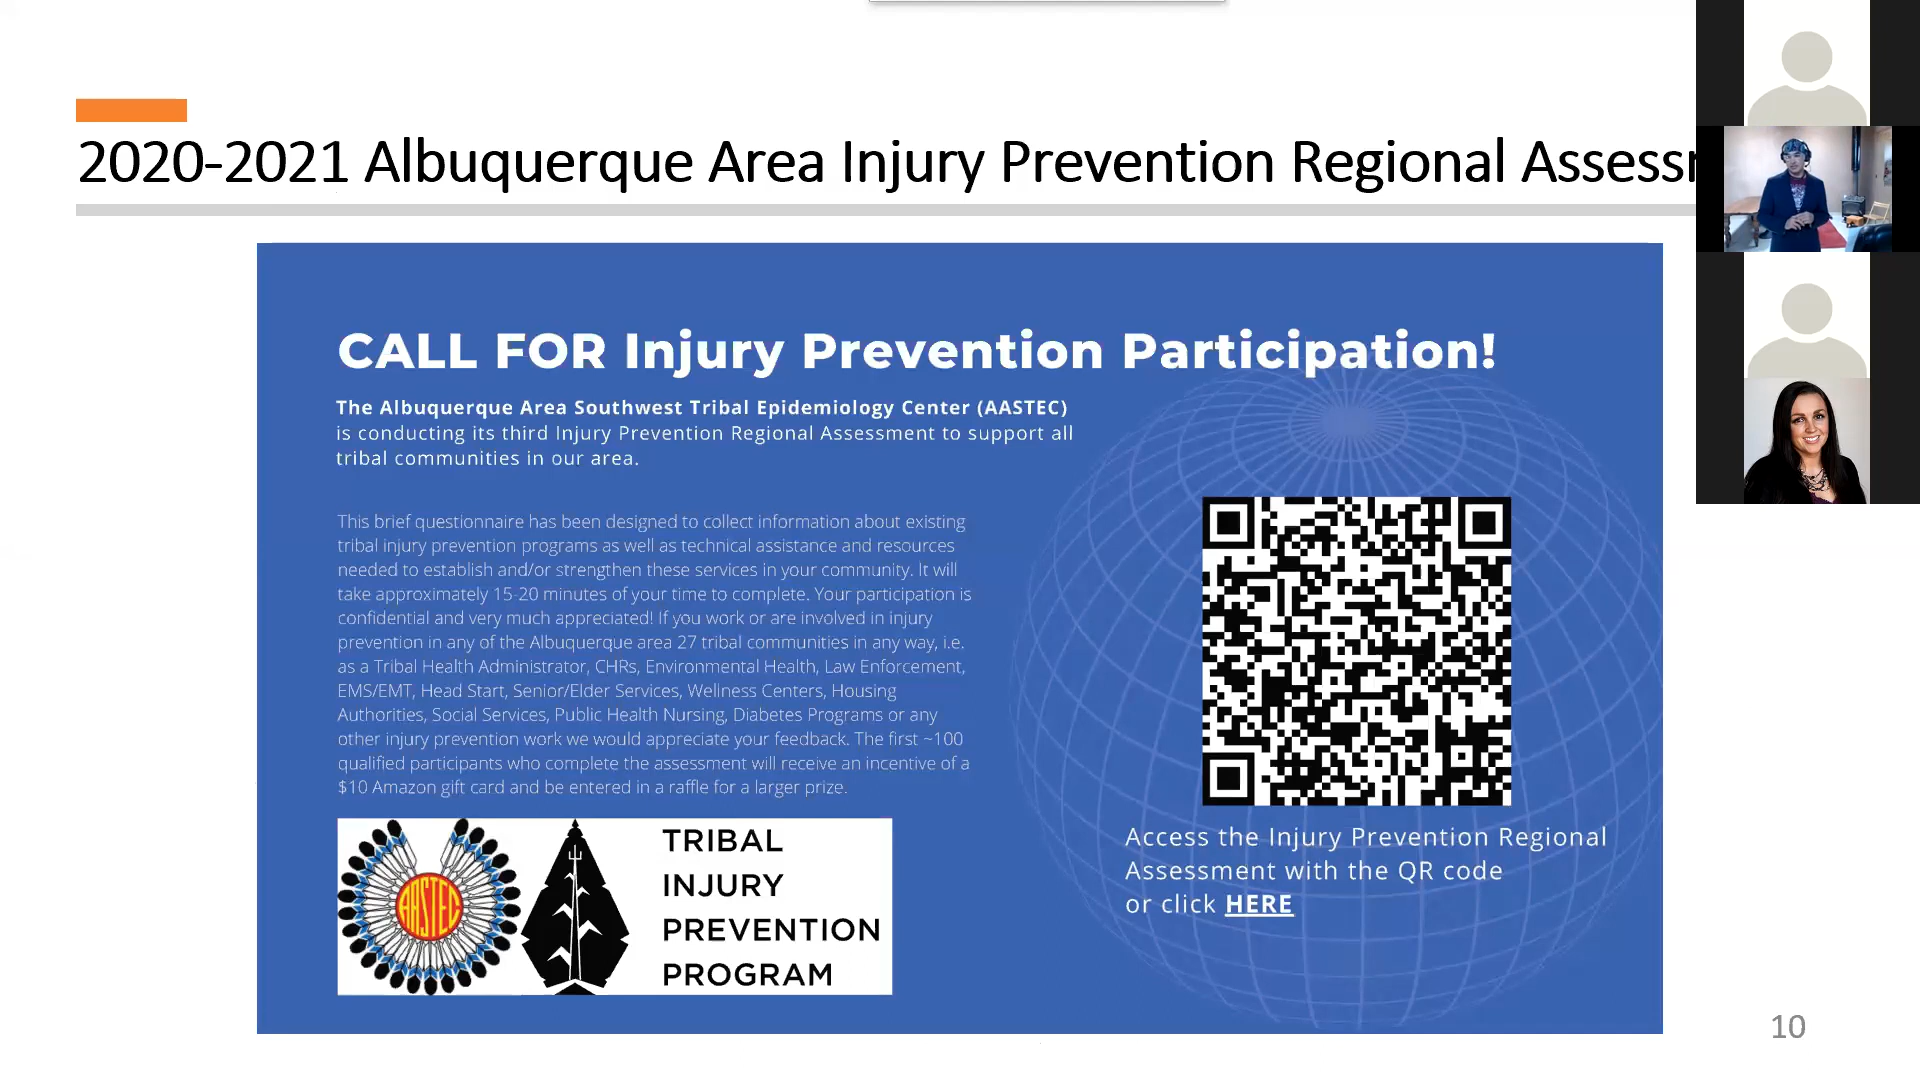 2020-2021 Albuquerque Area Injury Prevention Regional Assess
CALL FOR Injury Prevention Participation!
The Albuquerque Area Southwest Tribal Epidemiology Center (AASTEC)
is conducting its third Injury Prevention Regional Assessment to support all
tribal communities in our area.
This brief questionnaire has been designed to collect information about existing
tribal injury prevention programs as well as technical assistance and resources
needed to establish and/or strengthen these services in your community. It will
take approximately 15-20 minutes of your time to complete. Your participation is
confidential and very much appreciated! If you work or are involved in injury
prevention in any of the Albuquerque area 27 tribal communities in any way, i.e.
as a Tribal Health Administrator, CHRs, Environmental Health, Law Enforcement,
EMS/EMT, Head Start, Senior/Elder Services, Wellness Centers, Housing
Authorities, Social Services, Public Health Nursing, Diabetes Programs or any
other injury prevention work we would appreciate your feedback. The first ~100
qualified participants who complete the assessment will receive an incentive of a
$10 Amazon gift card and be entered in a raffle for a larger prize.
AASTEC
TRIBAL
INJURY
PREVENTION
PROGRAM
Access the Injury Prevention Regional
Assessment with the QR code
or click HERE
10